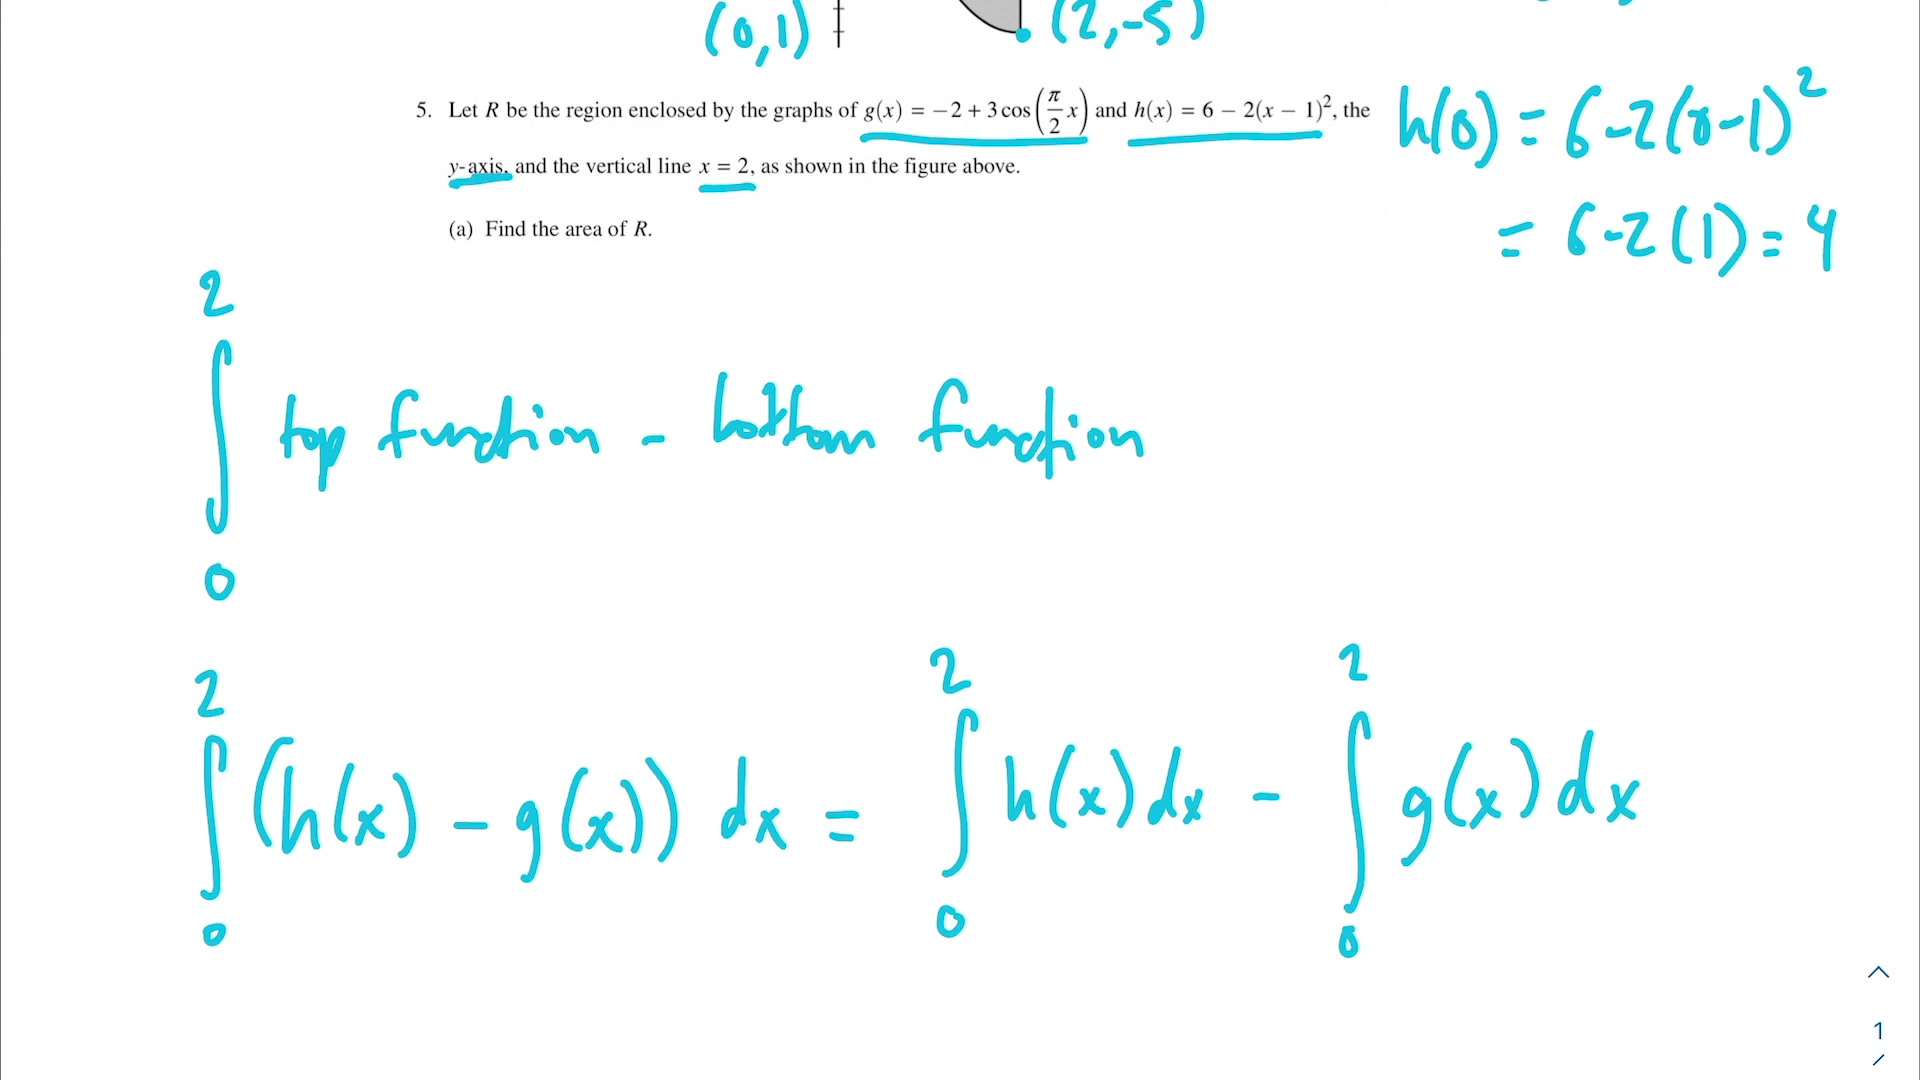 (0,1) (2,-5)
h(0) = 6-2(0-1)²
= 6-2(1) = 4
5. Let R be the region enclosed by the graphs of g(x) = −2 + 3 cos(π/2 x) and h(x) = 6 − 2(x − 1)², the
y-axis, and the vertical line x = 2, as shown in the figure above.
(a) Find the area of R.
2
∫ top function - bottom function
0
2 2 2
∫ (h(x) - g(x)) dx = ∫ h(x) dx - ∫ g(x) dx
0 0 0
1
/